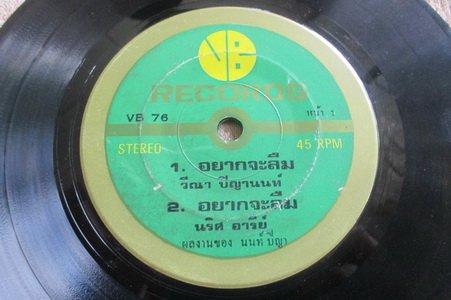 VB
RECORDS
VB 76 หน้า 1
STEREO 45 RPM
1. อยากจะลืม
วีณา ปีญานนท์
2. อยากจะลืม
นริศ อารีย์
ผลงานของ นนท์ ปีญา